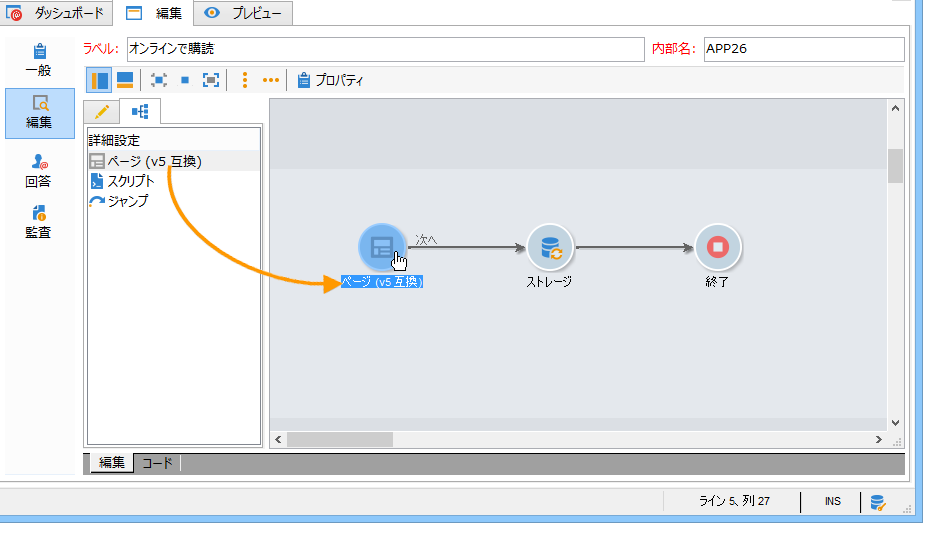 ダッシュボード 編集 プレビュー
ラベル: オンラインで購読 内部名: APP26
一般
プロパティ
編集
詳細設定
ページ (v5 互換)
スクリプト
ジャンプ
回答
監査
次へ
ページ (v5 互換) ストレージ 終了
編集 コード
ライン 5、列 27 INS